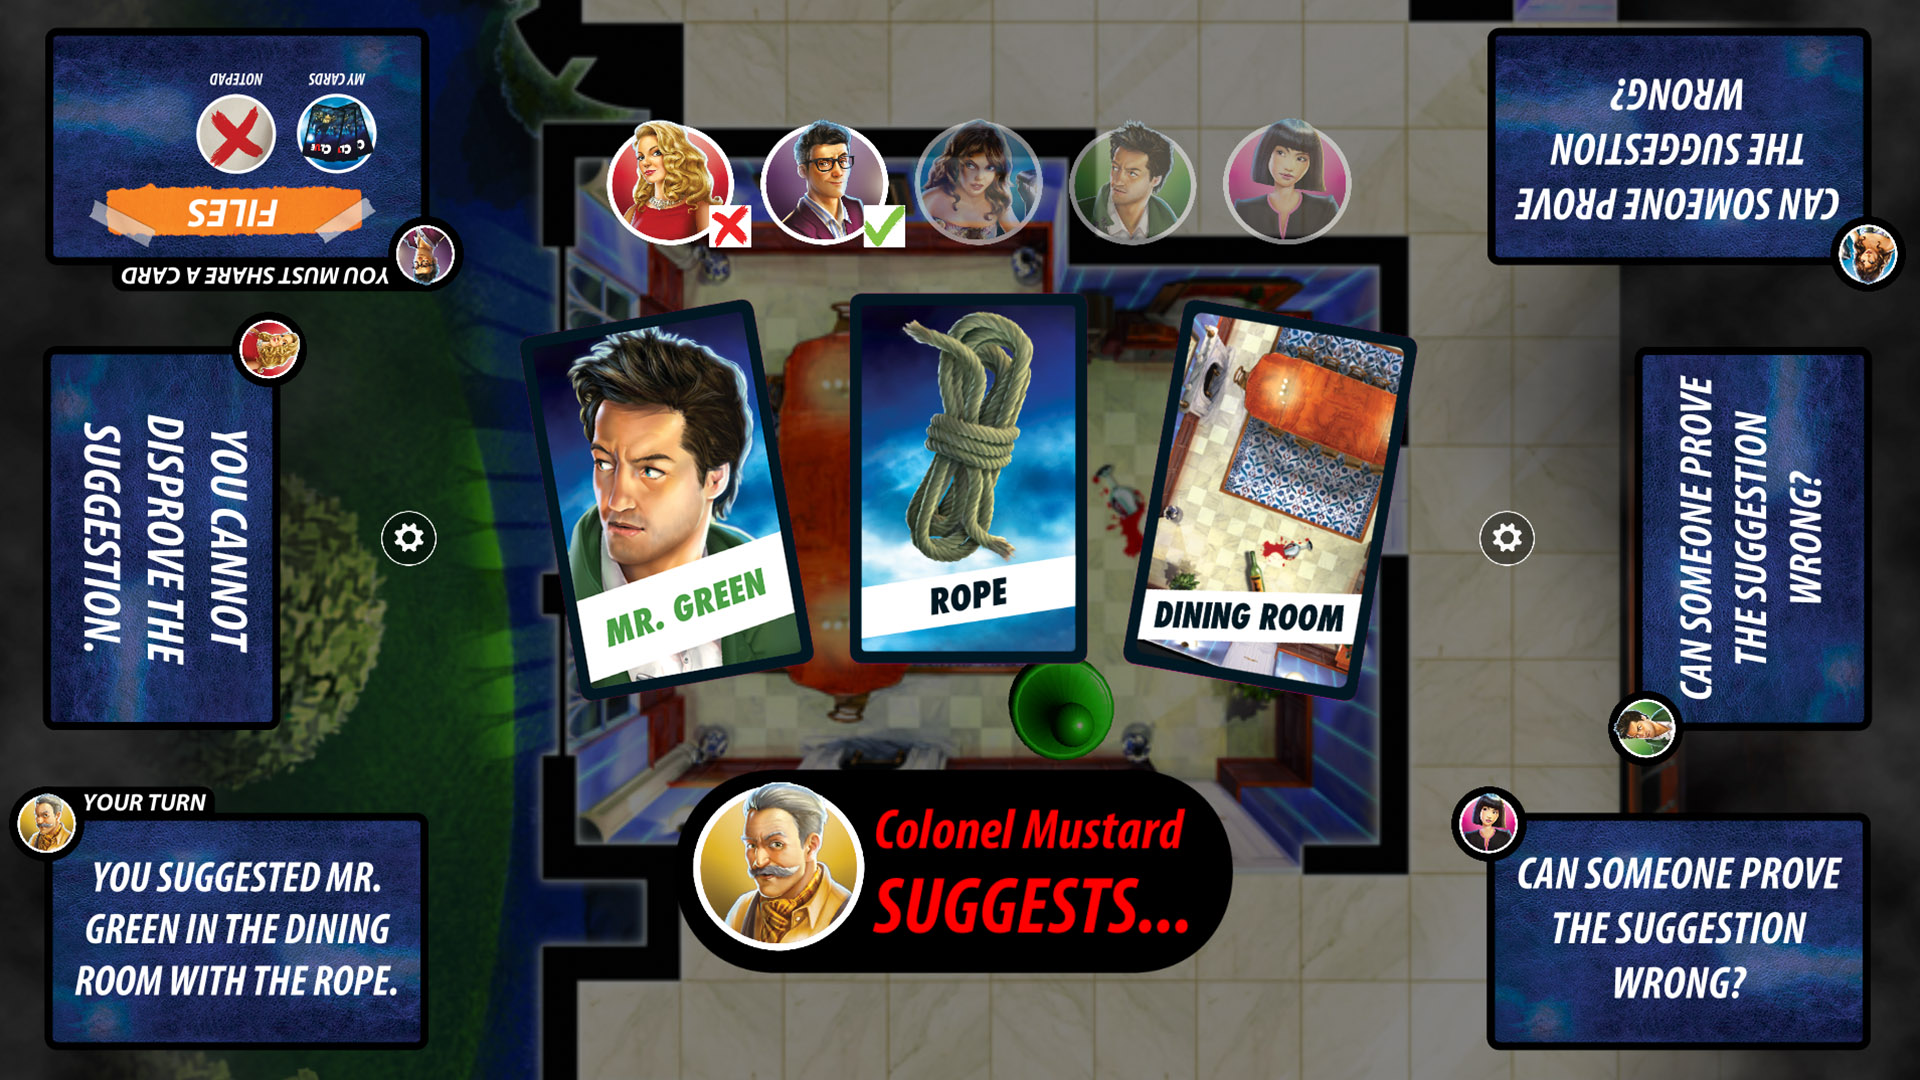 MY CARDS
NOTEPAD
FILES
YOU MUST SHARE A CARD
CAN SOMEONE PROVE
THE SUGGESTION
WRONG?
YOU CANNOT
DISPROVE THE
SUGGESTION.
MR. GREEN
ROPE
DINING ROOM
CAN SOMEONE PROVE
THE SUGGESTION
WRONG?
YOUR TURN
YOU SUGGESTED MR.
GREEN IN THE DINING
ROOM WITH THE ROPE.
Colonel Mustard
SUGGESTS...
CAN SOMEONE PROVE
THE SUGGESTION
WRONG?